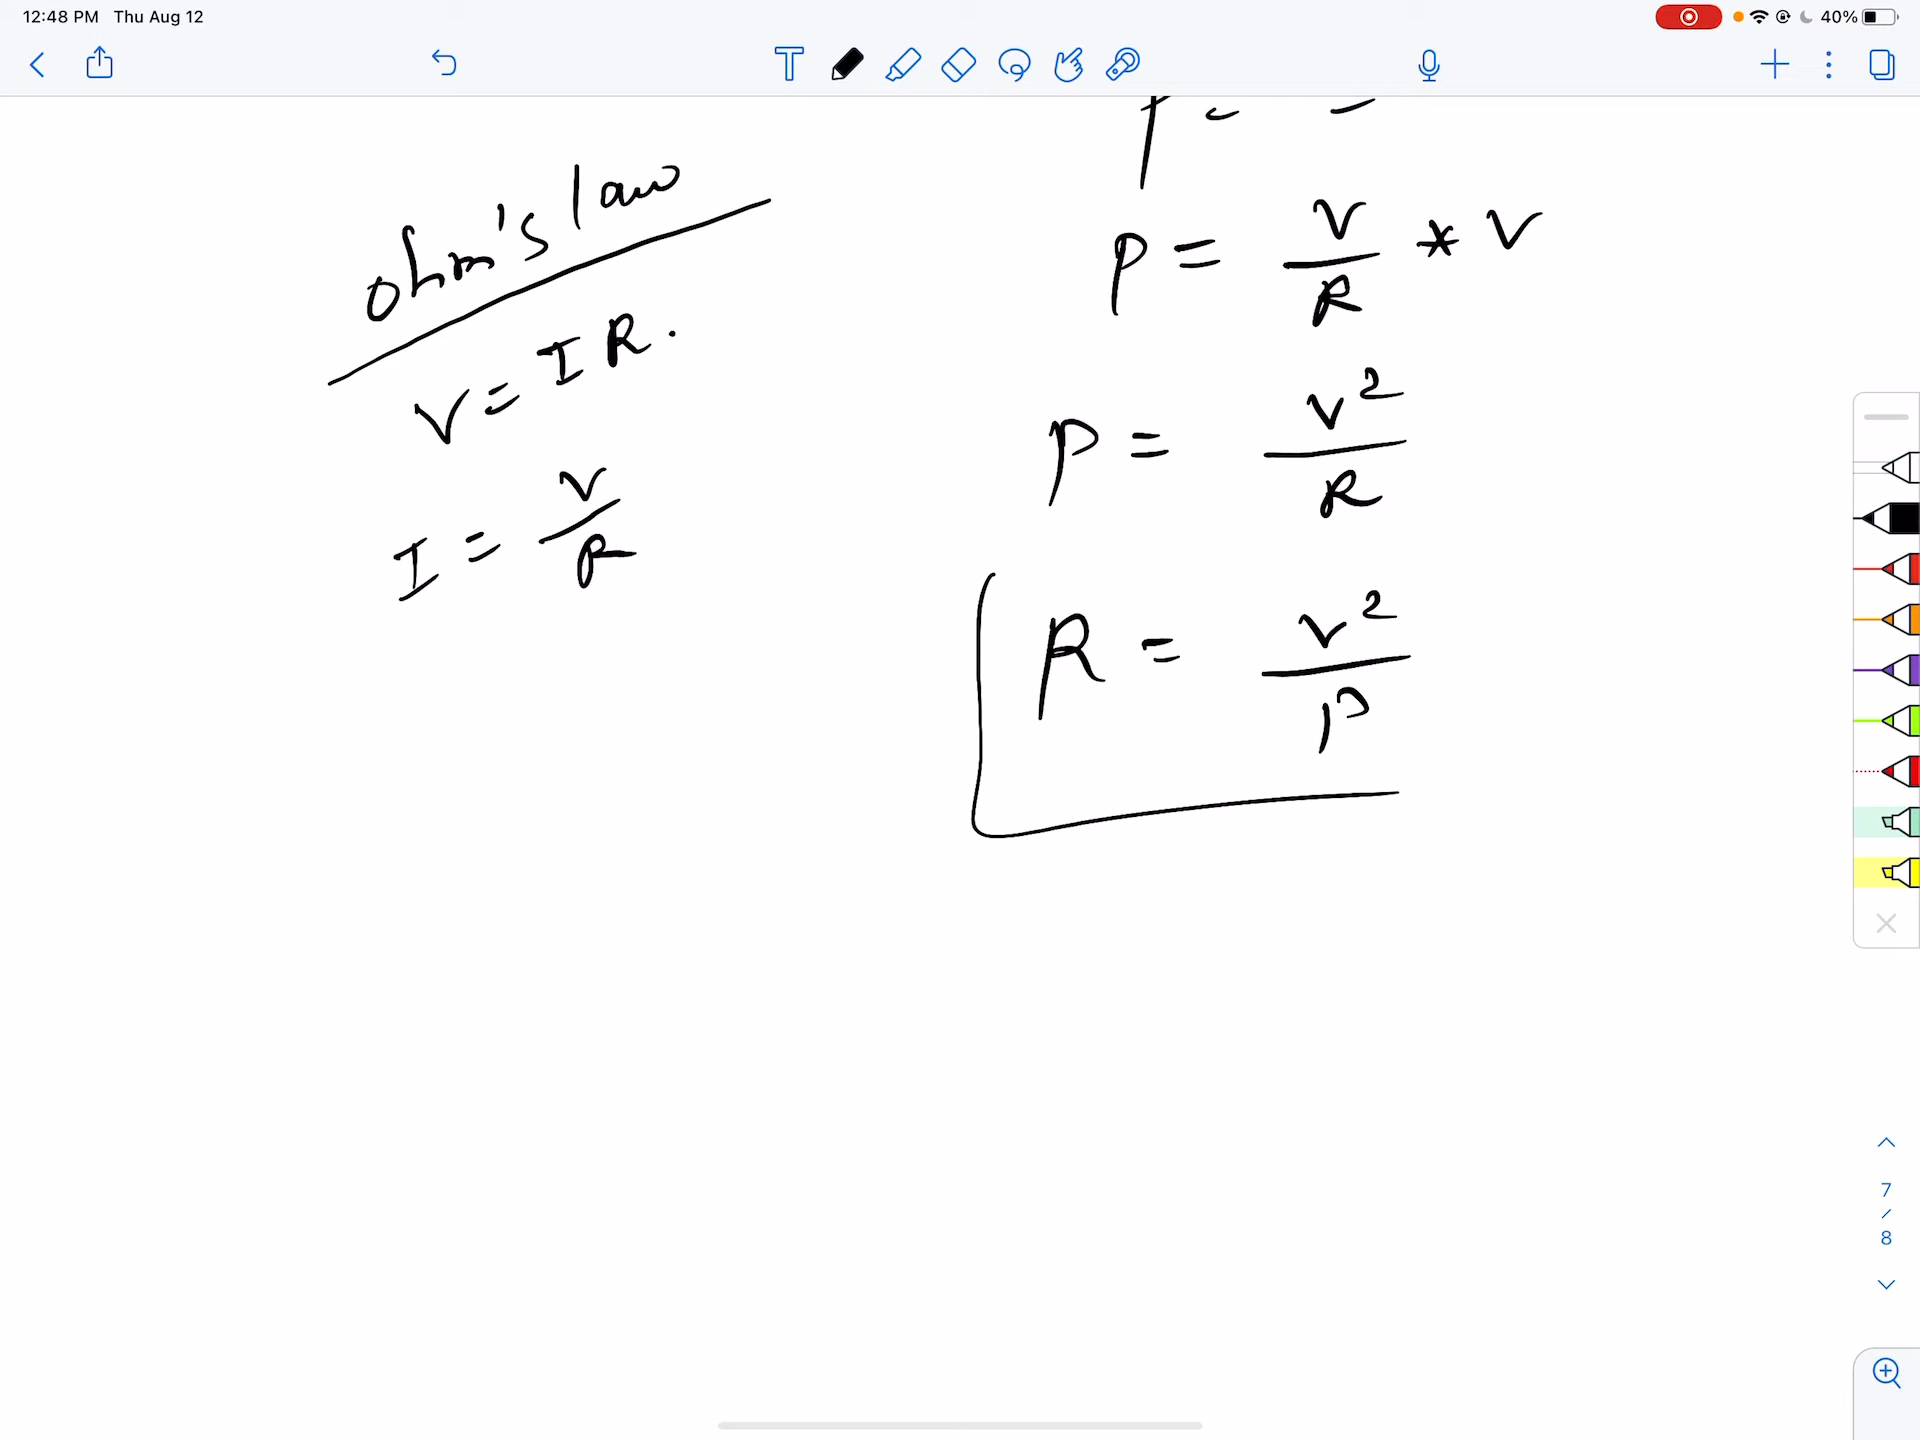 12:48 PM Thu Aug 12
40%
ohm's law
V = IR.
I = V/R
P = V/R * V
P = V²/R
R = V²/P
7
/
8